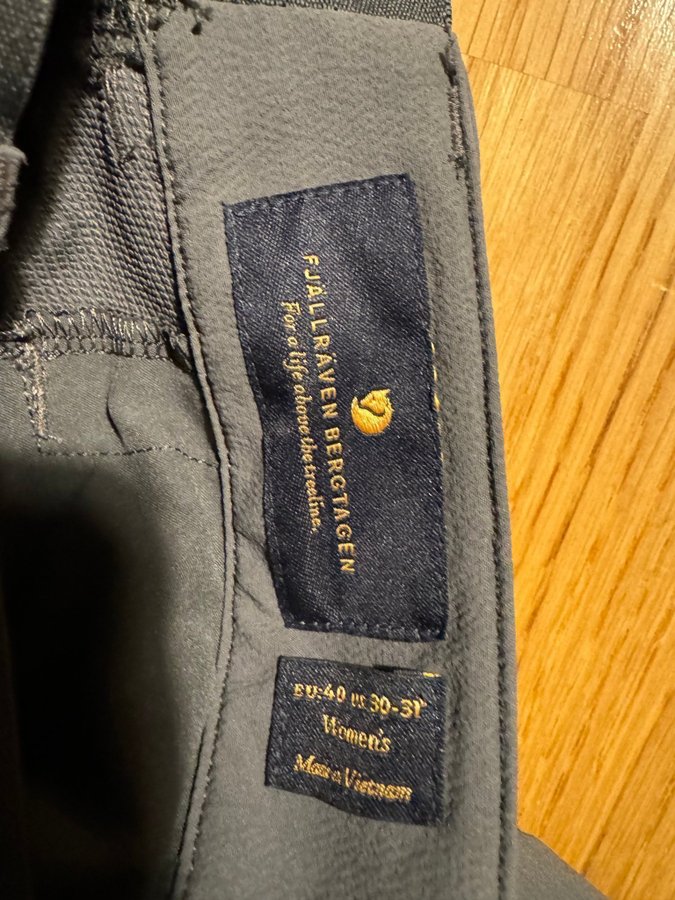 FJÄLLRÄVEN BERGTAGEN
For a life above the treeline.
EU:40 US 30-31
Women's
Made in Vietnam